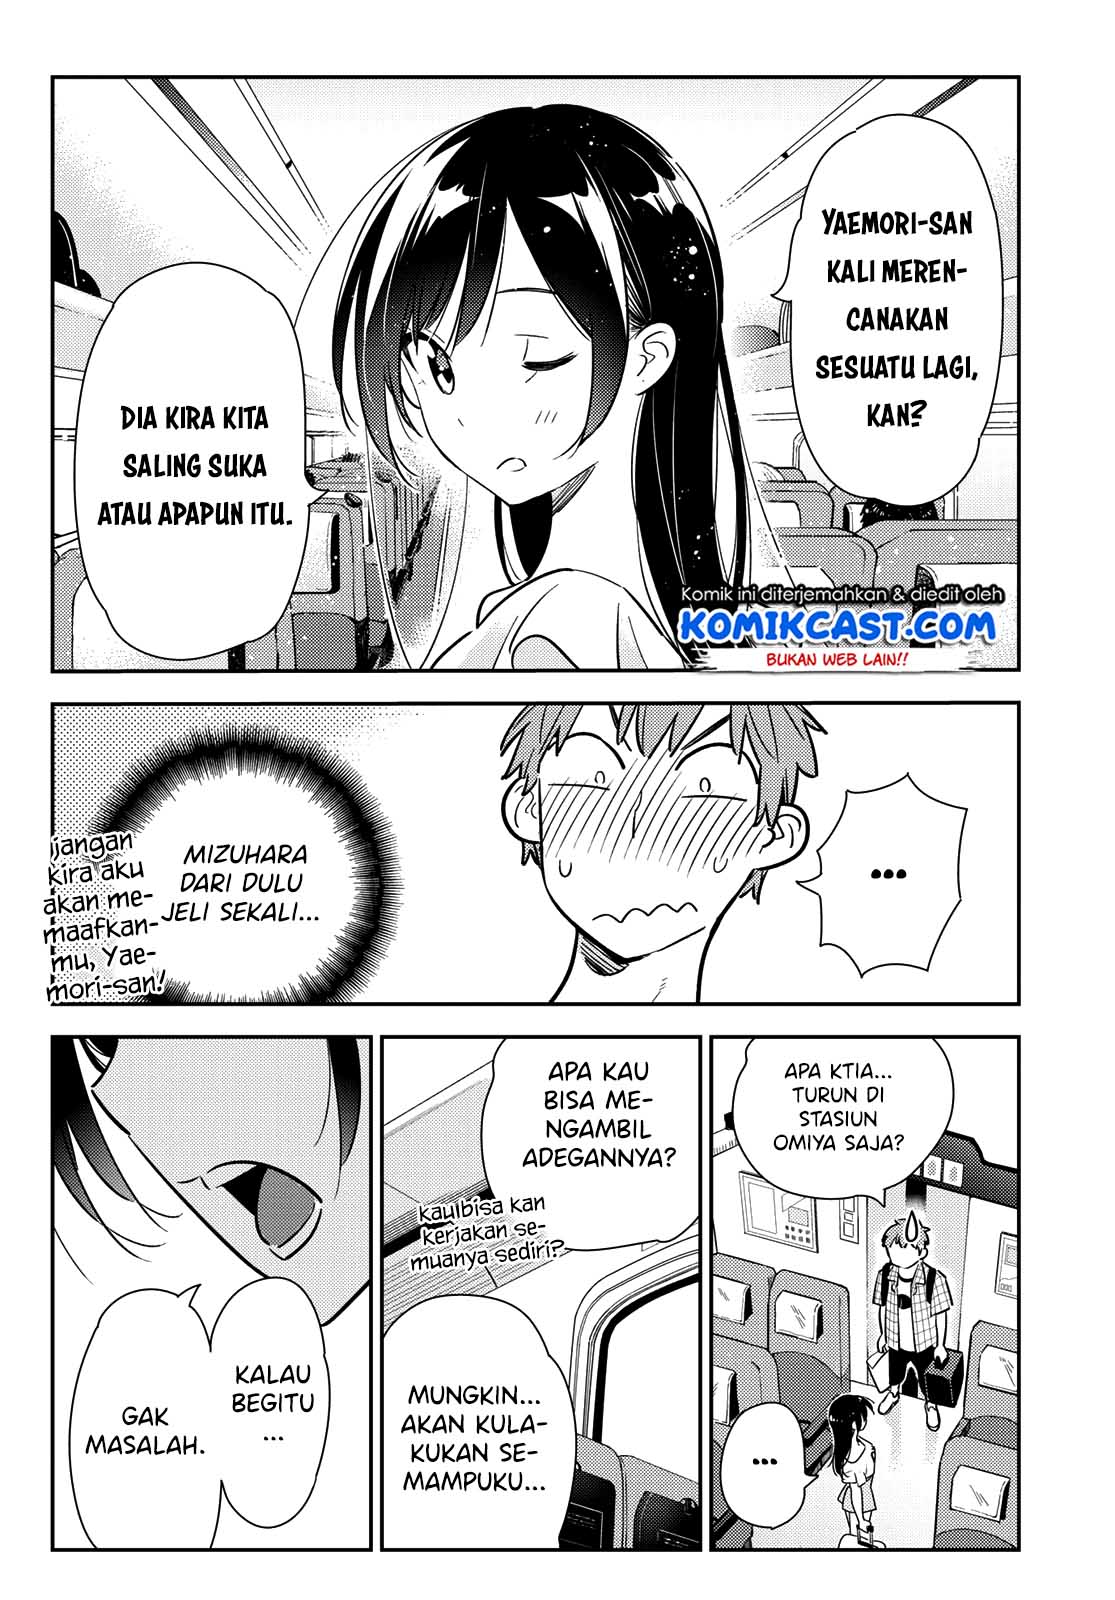 YAEMORI-SAN
KALI MEREN-
CANAKAN
SESUATU LAGI,
KAN?
DIA KIRA KITA
SALING SUKA
ATAU APAPUN ITU.
Komik ini diterjemahkan & diedit oleh
KOMIKCAST.COM
BUKAN WEB LAIN!!
...
MIZUHARA
DARI DULU
JELI SEKALI...
jangan
kira aku
akan me-
maafkan-
mu, Yae-
mori-san!
APA KTIA...
TURUN DI
STASIUN
OMIYA SAJA?
...
APA KAU
BISA ME-
NGAMBIL
ADEGANNYA?
kaulbisa kan
kerjakan se-
muanya sediri?
MUNGKIN...
AKAN KULA-
KUKAN SE-
MAMPUKU...
KALAU
BEGITU
...
GAK
MASALAH.